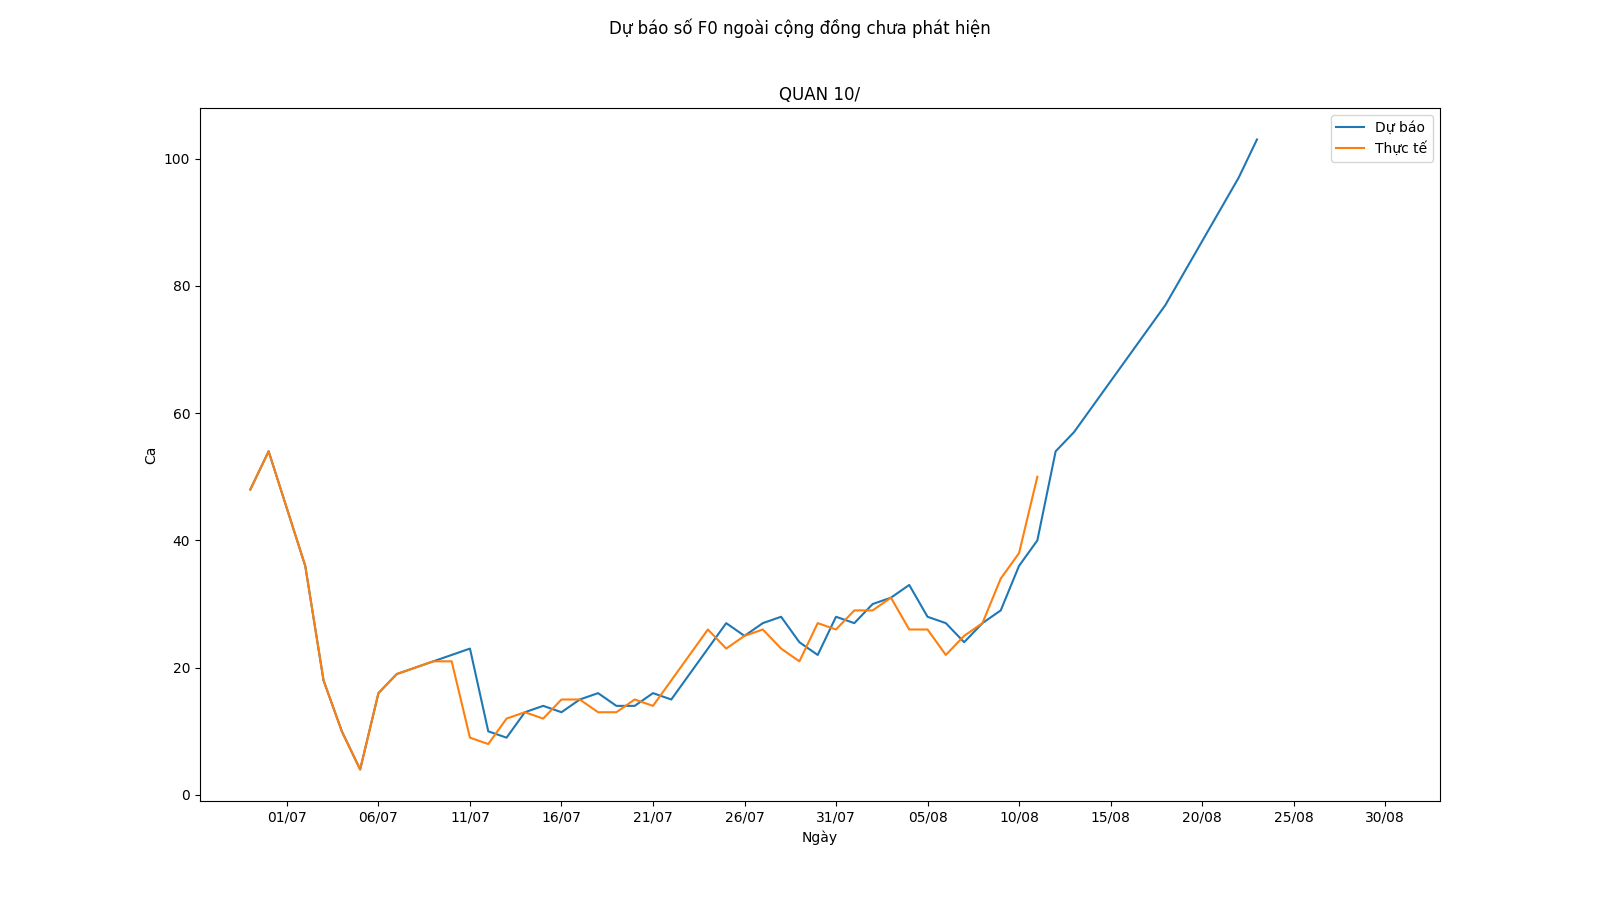 Dự báo số F0 ngoài cộng đồng chưa phát hiện
QUAN 10/
Dự báo
Thực tế
100
80
60
40
20
0
Ca
01/07 06/07 11/07 16/07 21/07 26/07 31/07 05/08 10/08 15/08 20/08 25/08 30/08
Ngày